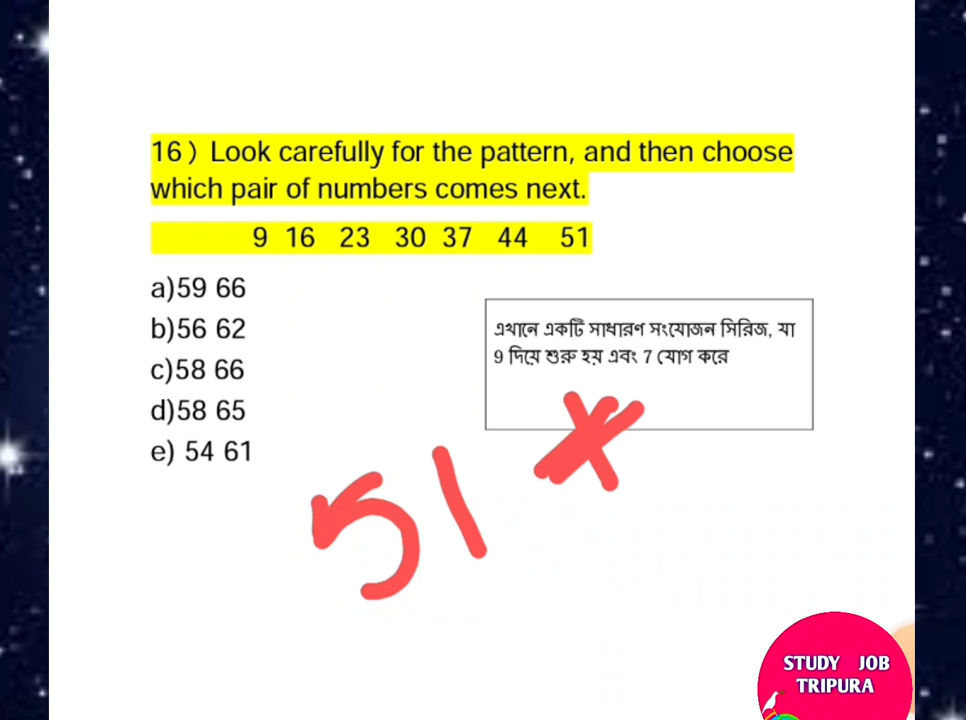 16) Look carefully for the pattern, and then choose
which pair of numbers comes next.
9 16 23 30 37 44 51
a)59 66
b)56 62
c)58 66
d)58 65
e) 54 61
এখানে একটি সাধারণ সংযোজন সিরিজ, যা
9 দিয়ে শুরু হয় এবং 7 যোগ করে
51
STUDY JOB
TRIPURA